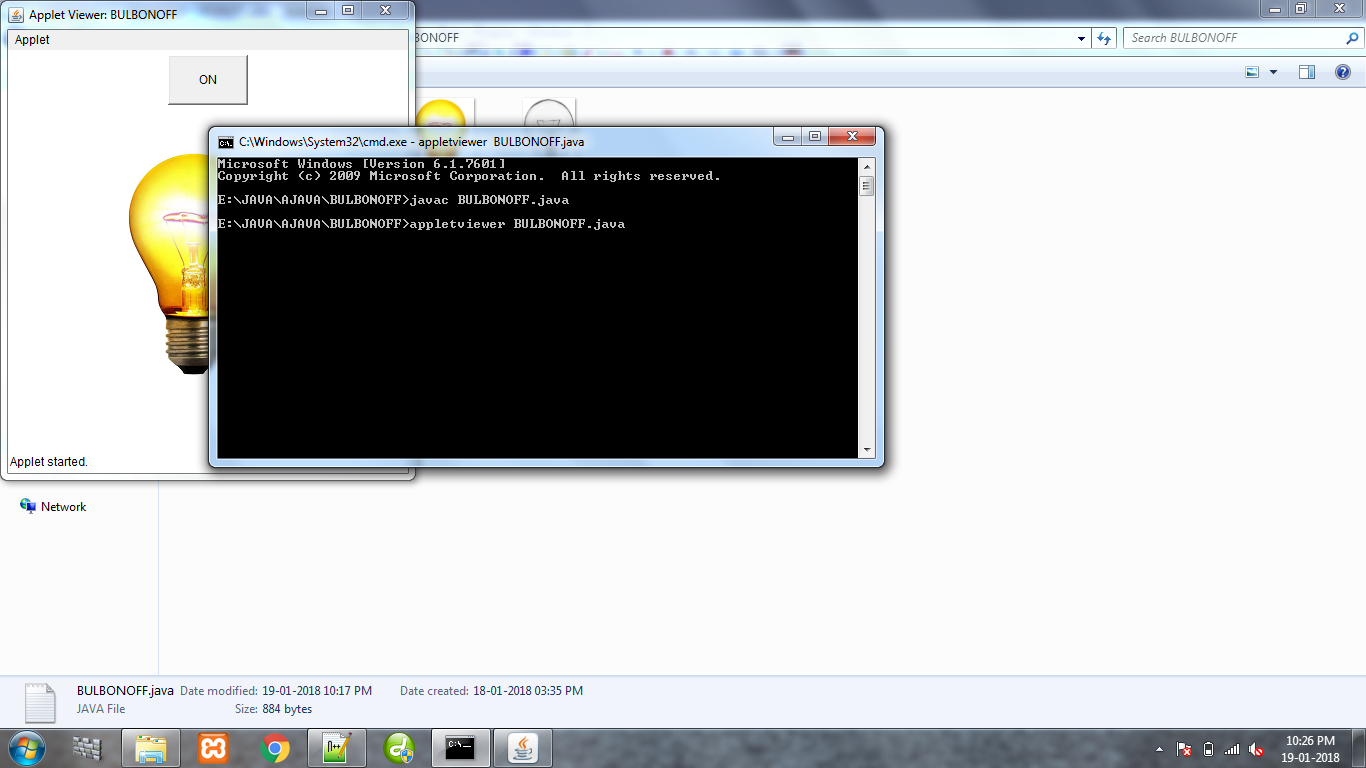 Applet Viewer: BULBONOFF
Applet
ON
Applet started.
BONOFF
Search BULBONOFF
C:\Windows\System32\cmd.exe - appletviewer  BULBONOFF.java
Microsoft Windows [Version 6.1.7601]
Copyright (c) 2009 Microsoft Corporation.  All rights reserved.
E:\JAVA\AJAVA\BULBONOFF>javac BULBONOFF.java
E:\JAVA\AJAVA\BULBONOFF>appletviewer BULBONOFF.java
Network
BULBONOFF.java Date modified: 19-01-2018 10:17 PM Date created: 18-01-2018 03:35 PM
JAVA File Size: 884 bytes
10:26 PM
19-01-2018